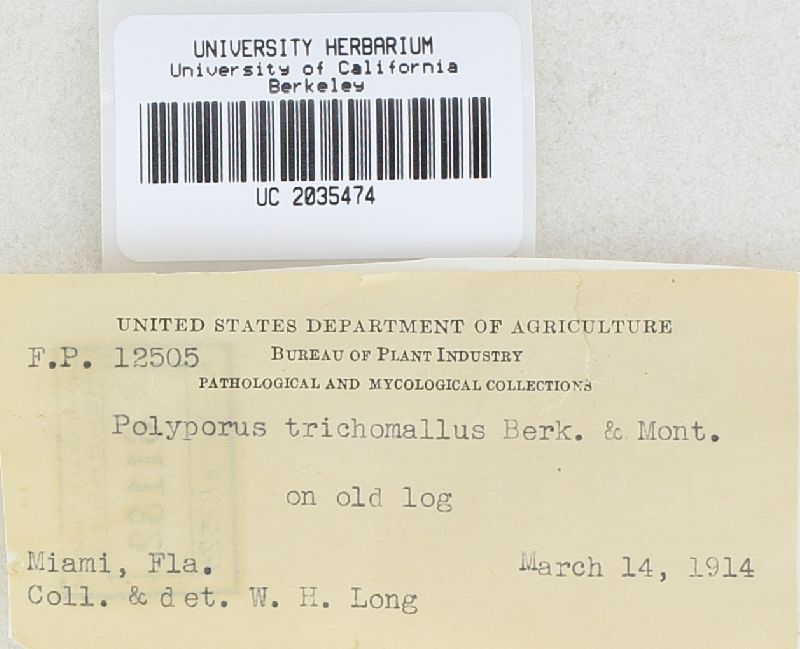 UNIVERSITY HERBARIUM
University of California
Berkeley
UC 2035474
UNITED STATES DEPARTMENT OF AGRICULTURE
F.P. 12505 BUREAU OF PLANT INDUSTRY
PATHOLOGICAL AND MYCOLOGICAL COLLECTIONS
Polyporus trichomallus Berk. & Mont.
on old log
Miami, Fla. March 14, 1914
Coll. & det. W. H. Long